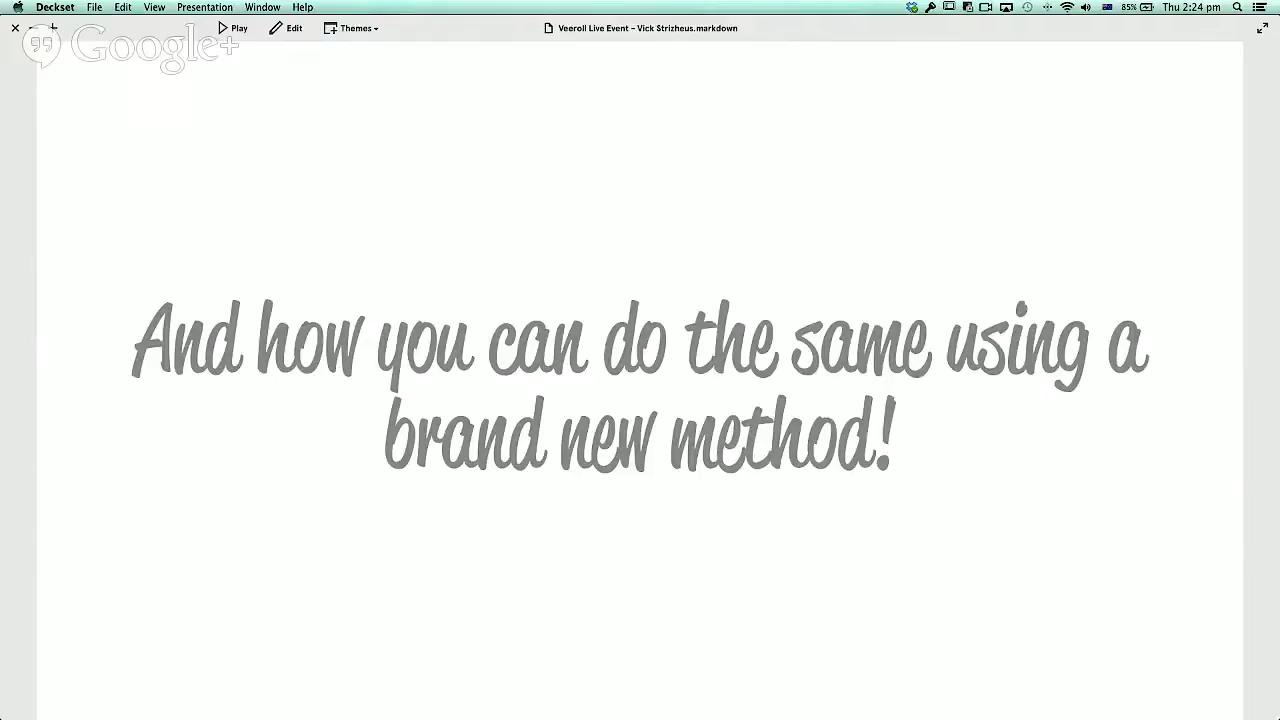 Deckset File Edit View Presentation Window Help 85% Thu 2:24 pm
Play Edit Themes Veeroll Live Event – Vick Strizheus.markdown
Google+
And how you can do the same using a
brand new method!